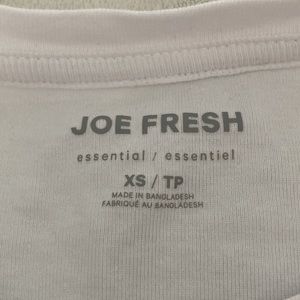 JOE FRESH
essential / essentiel
XS / TP
MADE IN BANGLADESH
FABRIQUÉ AU BANGLADESH